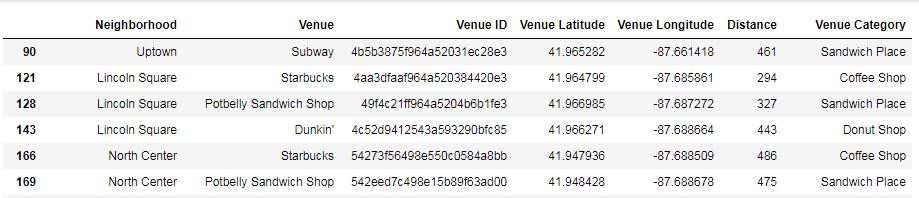 Neighborhood Venue Venue ID Venue Latitude Venue Longitude Distance Venue Category
90 Uptown Subway 4b5b3875f964a52031ec28e3 41.965282 -87.661418 461 Sandwich Place
121 Lincoln Square Starbucks 4aa3dfaaf964a520384420e3 41.964799 -87.685861 294 Coffee Shop
128 Lincoln Square Potbelly Sandwich Shop 49f4c21ff964a5204b6b1fe3 41.966985 -87.687272 327 Sandwich Place
143 Lincoln Square Dunkin' 4c52d9412543a593290bfc85 41.966271 -87.688664 443 Donut Shop
166 North Center Starbucks 54273f56498e550c0584a8bb 41.947936 -87.688509 486 Coffee Shop
169 North Center Potbelly Sandwich Shop 542eed7c498e15b89f63ad00 41.948428 -87.688678 475 Sandwich Place